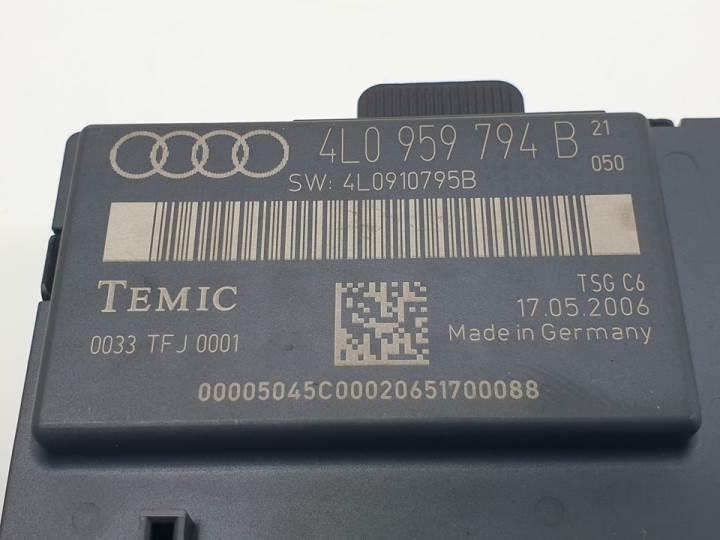 4L0 959 794 B 21
050
SW: 4L0910795B
TEMIC
TSG C6
17.05.2006
0033 TFJ 0001
Made in Germany
00005045C00020651700088